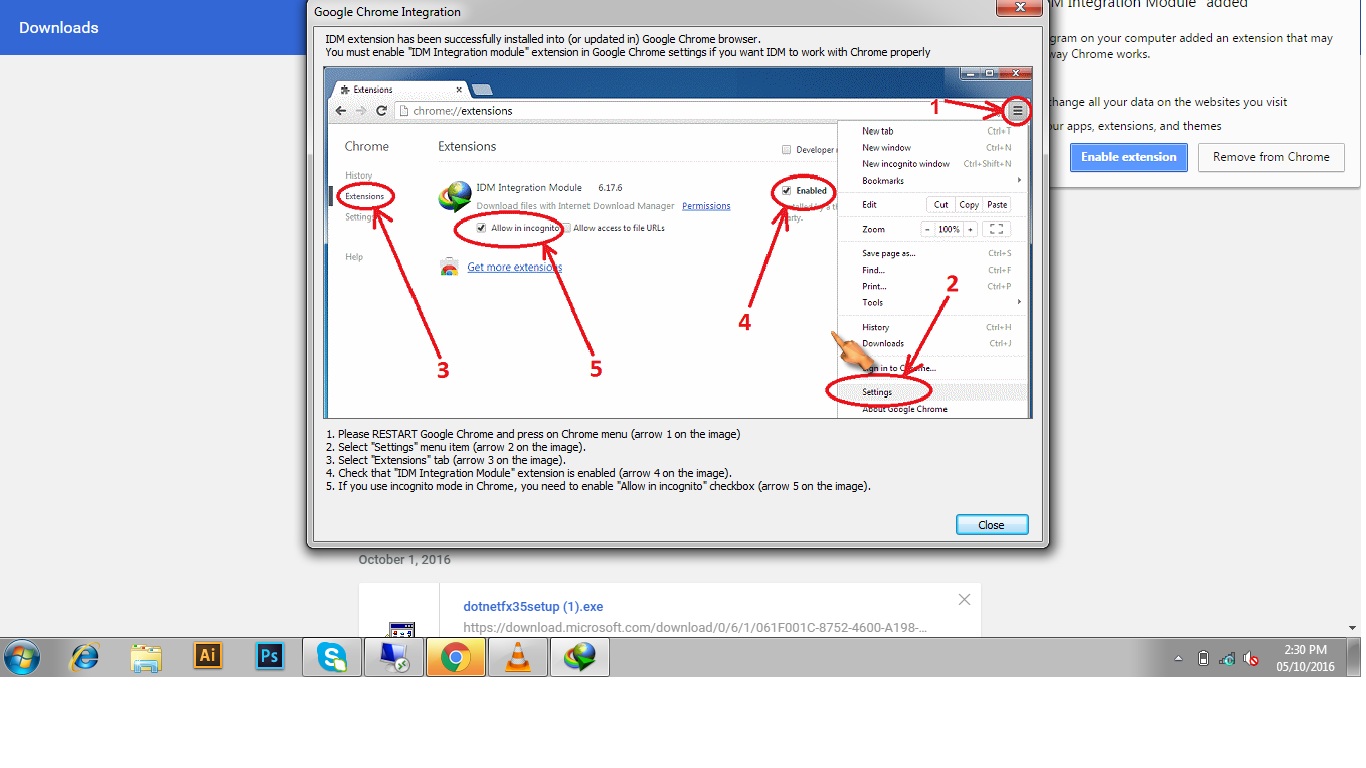 Downloads
Google Chrome Integration
IDM extension has been successfully installed into (or updated in) Google Chrome browser.
You must enable "IDM Integration module" extension in Google Chrome settings if you want IDM to work with Chrome properly
Extensions
chrome://extensions
1
Chrome
Extensions
Developer
History
Extensions
Settings
Help
IDM Integration Module 6.17.6
Enabled
Download files with Internet Download Manager Permissions
party.
Allow in incognito Allow access to file URLs
Get more extensions
New tab Ctrl+T
New window Ctrl+N
New incognito window Ctrl+Shift+N
Bookmarks
Edit Cut Copy Paste
Zoom - 100% +
Save page as... Ctrl+S
Find... Ctrl+F
Print... Ctrl+P
Tools
History Ctrl+H
Downloads Ctrl+J
Sign in to Chrome...
Settings
About Google Chrome
2
3
4
5
1. Please RESTART Google Chrome and press on Chrome menu (arrow 1 on the image)
2. Select "Settings" menu item (arrow 2 on the image).
3. Select "Extensions" tab (arrow 3 on the image).
4. Check that "IDM Integration Module" extension is enabled (arrow 4 on the image).
5. If you use incognito mode in Chrome, you need to enable "Allow in incognito" checkbox (arrow 5 on the image).
Close
M Integration Module" added
gram on your computer added an extension that may
way Chrome works.
hange all your data on the websites you visit
ur apps, extensions, and themes
Enable extension Remove from Chrome
October 1, 2016
dotnetfx35setup (1).exe
https://download.microsoft.com/download/0/6/1/061F001C-8752-4600-A198-...
Ai Ps
2:30 PM
05/10/2016